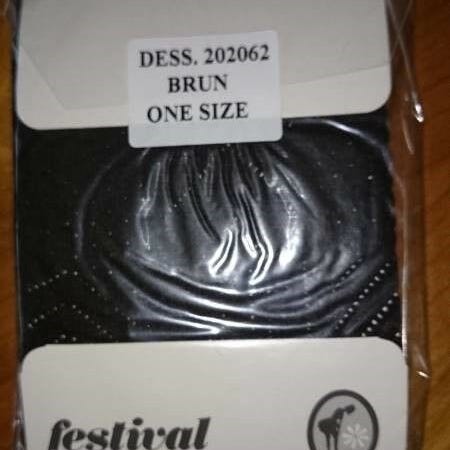 DESS. 202062
BRUN
ONE SIZE
festival